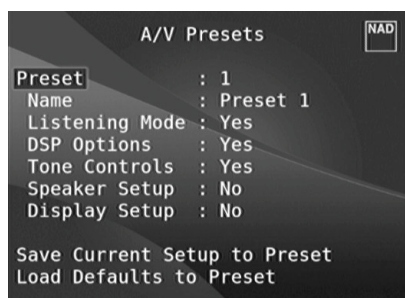 A/V Presets
NAD
Preset : 1
Name : Preset 1
Listening Mode : Yes
DSP Options : Yes
Tone Controls : Yes
Speaker Setup : No
Display Setup : No
Save Current Setup to Preset
Load Defaults to Preset